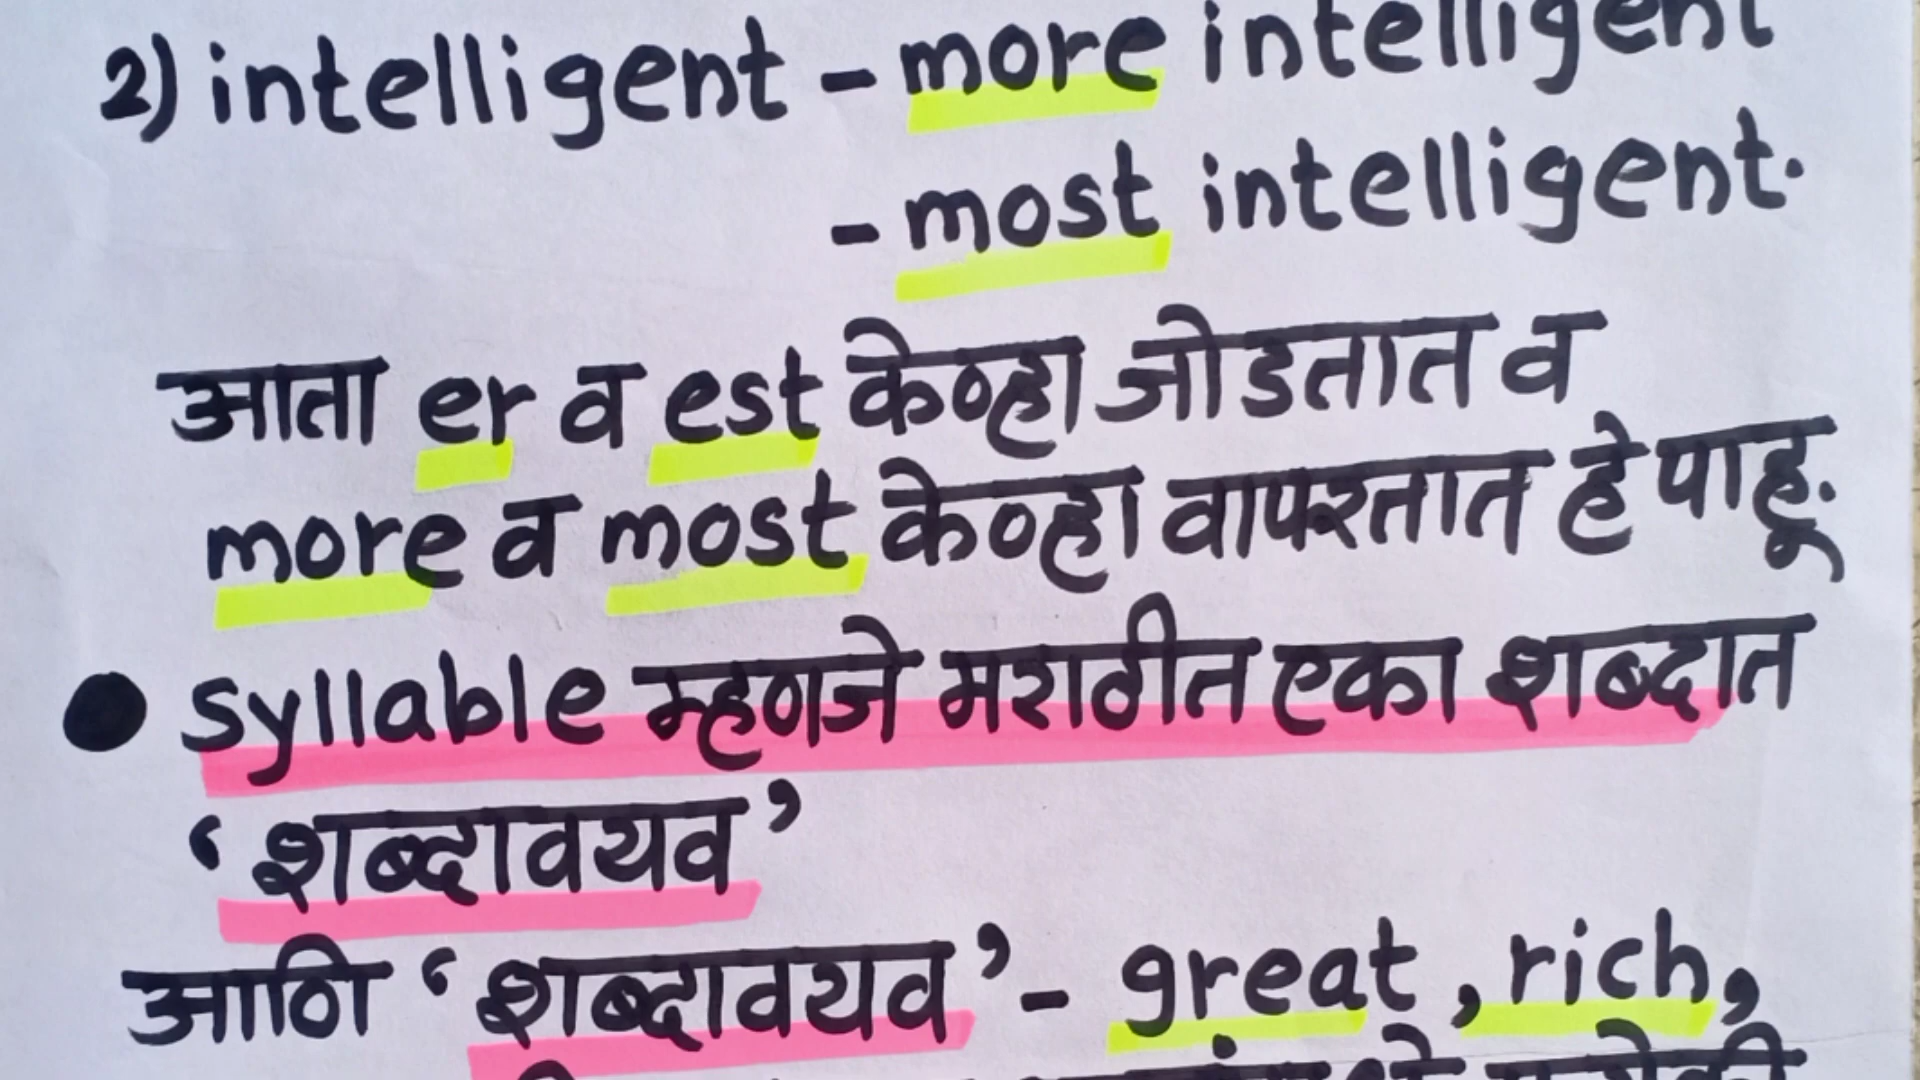 2) intelligent - more intelligent
- most intelligent.
आता er व est केव्हा जोडतात व
more व most केव्हा वापरतात हे पाहू.
● syllable म्हणजे मराठीत एका शब्दात
‘शब्दावयव’
आणि ‘शब्दावयव’ - great, rich,